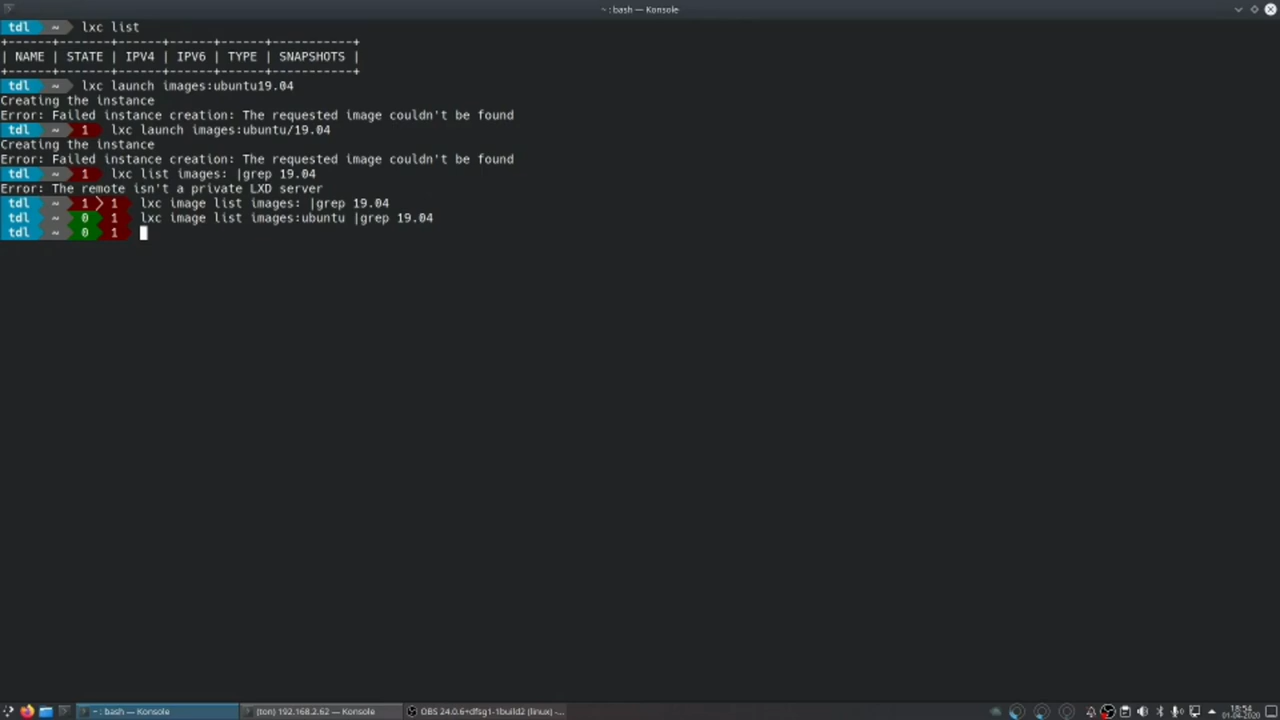 ~ : bash — Konsole
tdl ~ lxc list
+------+-------+------+------+------+-----------+
| NAME | STATE | IPV4 | IPV6 | TYPE | SNAPSHOTS |
+------+-------+------+------+------+-----------+
tdl ~ lxc launch images:ubuntu19.04
Creating the instance
Error: Failed instance creation: The requested image couldn't be found
tdl ~ 1 lxc launch images:ubuntu/19.04
Creating the instance
Error: Failed instance creation: The requested image couldn't be found
tdl ~ 1 lxc list images: |grep 19.04
Error: The remote isn't a private LXD server
tdl ~ 1 1 lxc image list images: |grep 19.04
tdl ~ 0 1 lxc image list images:ubuntu |grep 19.04
tdl ~ 0 1
~ : bash — Konsole
(ton) 192.168.2.62 — Konsole
OBS 24.0.6+dfsg1-1build2 (linux) -...
18:54
01-04-2020